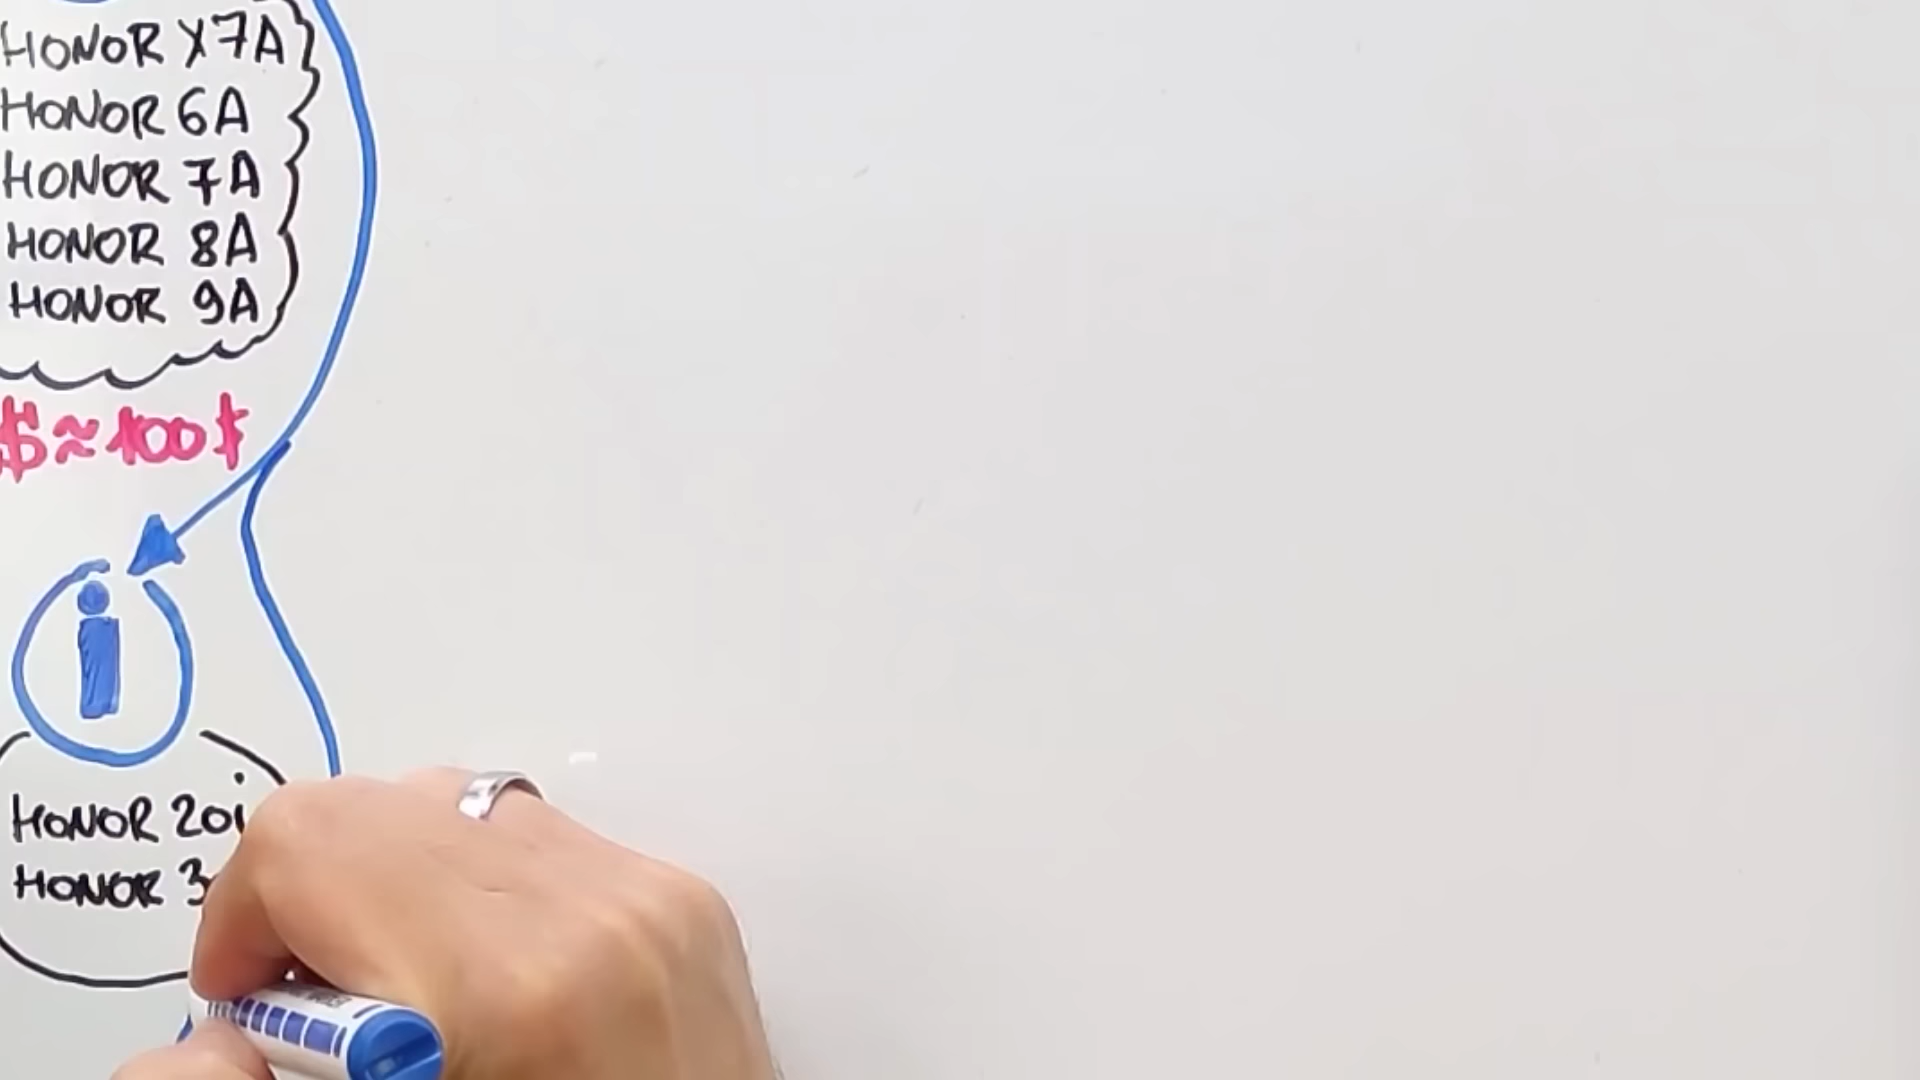 HONOR X7A
HONOR 6A
HONOR 7A
HONOR 8A
HONOR 9A
$≈100$
i
HONOR 20i
HONOR 3